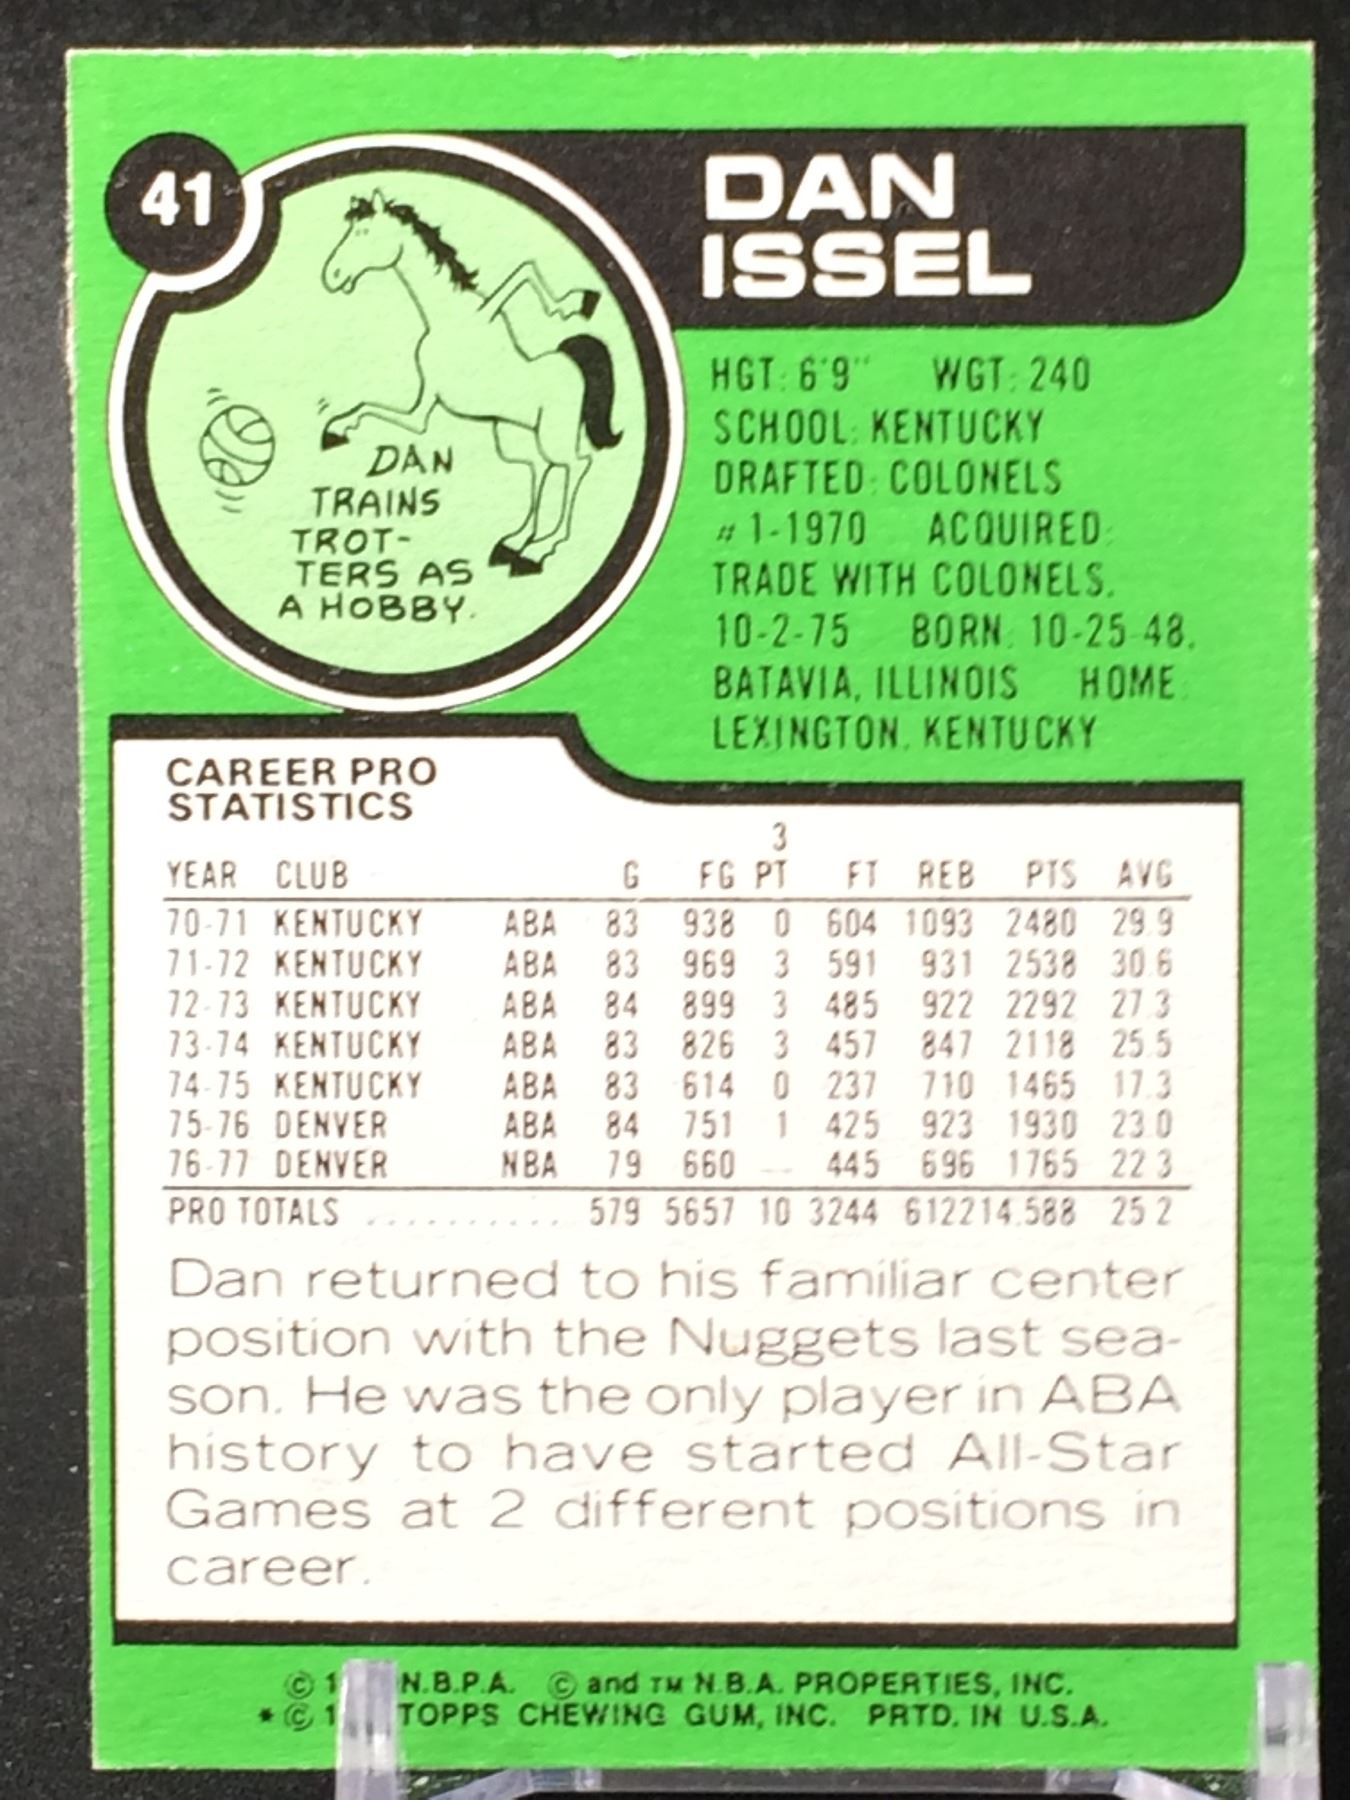 41
DAN
ISSEL
DAN
TRAINS
TROT-
TERS AS
A HOBBY.
HGT: 6'9" WGT: 240
SCHOOL: KENTUCKY
DRAFTED: COLONELS
#1-1970 ACQUIRED:
TRADE WITH COLONELS,
10-2-75 BORN: 10-25-48,
BATAVIA, ILLINOIS HOME:
LEXINGTON, KENTUCKY
CAREER PRO
STATISTICS
3
YEAR CLUB G FG PT FT REB PTS AVG
70-71 KENTUCKY ABA 83 938 0 604 1093 2480 29.9
71-72 KENTUCKY ABA 83 969 3 591 931 2538 30.6
72-73 KENTUCKY ABA 84 899 3 485 922 2292 27.3
73-74 KENTUCKY ABA 83 826 3 457 847 2118 25.5
74-75 KENTUCKY ABA 83 614 0 237 710 1465 17.3
75-76 DENVER ABA 84 751 1 425 923 1930 23.0
76-77 DENVER NBA 79 660 -- 445 696 1765 22.3
PRO TOTALS .......... 579 5657 10 3244 6122 14,588 25.2
Dan returned to his familiar center
position with the Nuggets last sea-
son. He was the only player in ABA
history to have started All-Star
Games at 2 different positions in
career.
© N.B.P.A. © and TM N.B.A. PROPERTIES, INC.
* © TOPPS CHEWING GUM, INC. PRTD. IN U.S.A.